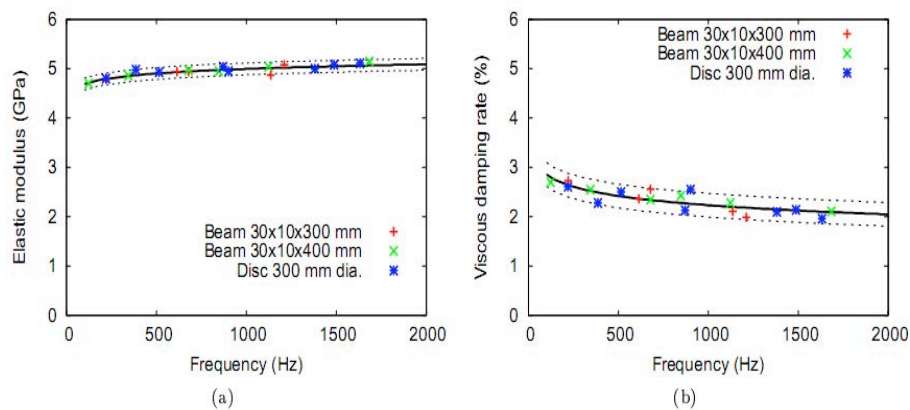 6
5
4
3
2
1
0
Elastic modulus (GPa)
Beam 30x10x300 mm
Beam 30x10x400 mm
Disc 300 mm dia.
0 500 1000 1500 2000
Frequency (Hz)
(a)
6
5
4
3
2
1
0
Viscous damping rate (%)
Beam 30x10x300 mm
Beam 30x10x400 mm
Disc 300 mm dia.
0 500 1000 1500 2000
Frequency (Hz)
(b)